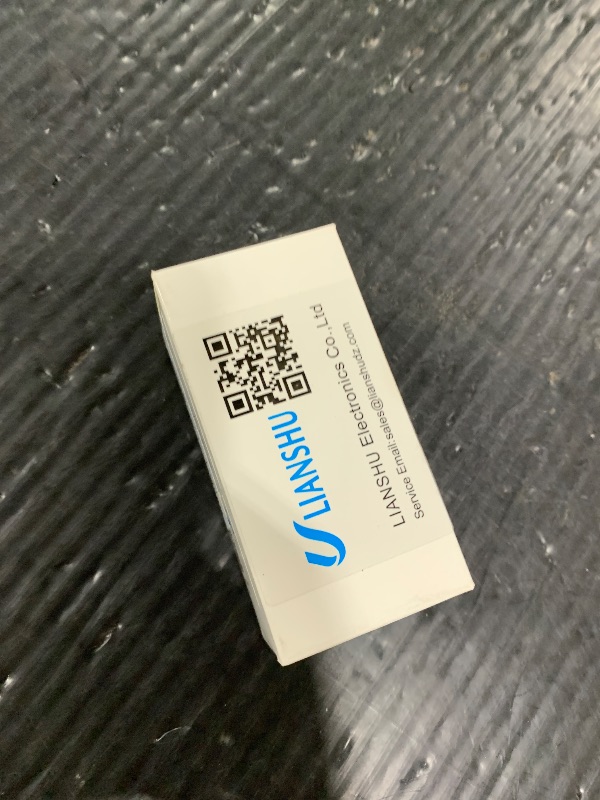 LIANSHU
LIANSHU Electronics Co.,Ltd
Service Email:sales@lianshudz.com